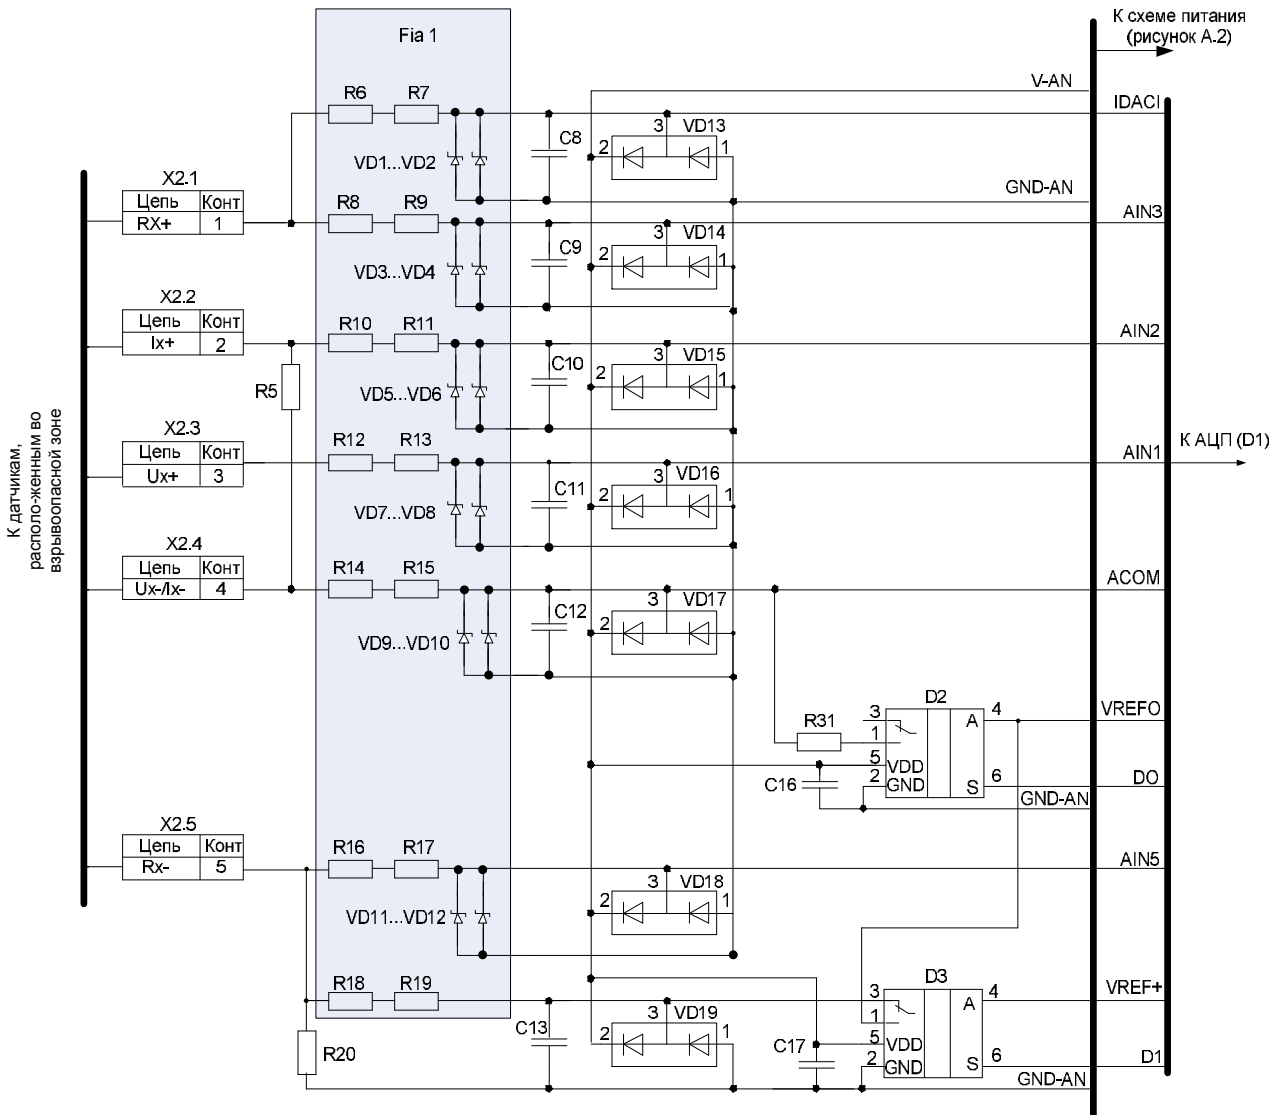 К схеме питания
(рисунок А.2)
Fia 1
V-AN
IDACI
R6 R7
C8
3 VD13
2 1
VD1...VD2
X2.1
Цепь Конт
RX+ 1
GND-AN
R8 R9
AIN3
C9
3 VD14
2 1
VD3...VD4
X2.2
Цепь Конт
Ix+ 2
R10 R11
AIN2
C10
3 VD15
2 1
R5
VD5...VD6
X2.3
Цепь Конт
Ux+ 3
R12 R13
AIN1
К АЦП (D1)
C11
3 VD16
2 1
VD7...VD8
К датчикам,
располо-женным во
взрывоопасной зоне
X2.4
Цепь Конт
Ux-/Ix- 4
R14 R15
ACOM
C12
3 VD17
2 1
VD9...VD10
D2
R31
3
1
5 VDD
2 GND
A 4
S 6
VREFO
C16
DO
GND-AN
X2.5
Цепь Конт
Rx- 5
R16 R17
AIN5
3 VD18
2 1
VD11...VD12
R18 R19
D3
3
1
5 VDD
2 GND
A 4
S 6
VREF+
C13
3 VD19
2 1
C17
R20
D1
GND-AN